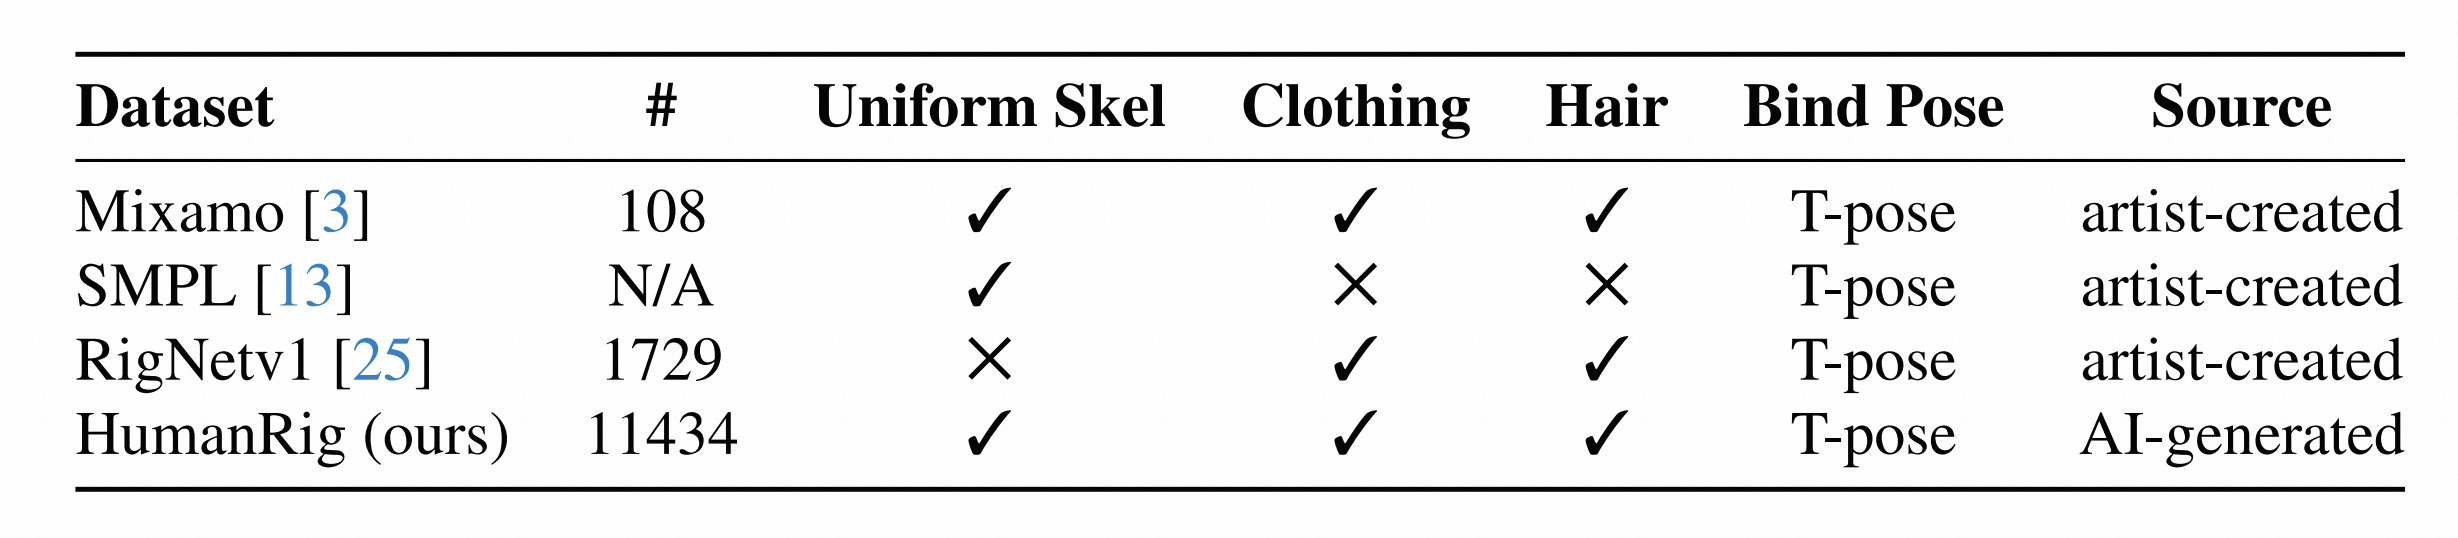 Dataset # Uniform Skel Clothing Hair Bind Pose Source
Mixamo [3] 108 ✓ ✓ ✓ T-pose artist-created
SMPL [13] N/A ✓ × × T-pose artist-created
RigNetv1 [25] 1729 × ✓ ✓ T-pose artist-created
HumanRig (ours) 11434 ✓ ✓ ✓ T-pose AI-generated